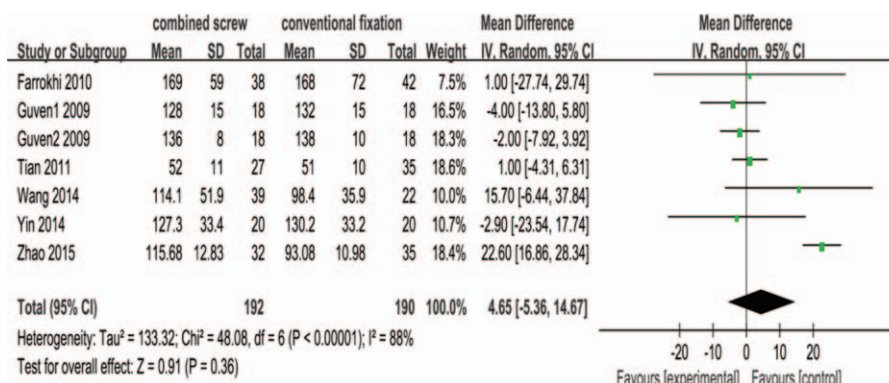 combined screw conventional fixation Mean Difference Mean Difference
Study or Subgroup Mean SD Total Mean SD Total Weight IV, Random, 95% CI IV, Random, 95% CI
Farrokhi 2010 169 59 38 168 72 42 7.5% 1.00 [-27.74, 29.74]
Guven1 2009 128 15 18 132 15 18 16.5% -4.00 [-13.80, 5.80]
Guven2 2009 136 8 18 138 10 18 18.3% -2.00 [-7.92, 3.92]
Tian 2011 52 11 27 51 10 35 18.6% 1.00 [-4.31, 6.31]
Wang 2014 114.1 51.9 39 98.4 35.9 22 10.0% 15.70 [-6.44, 37.84]
Yin 2014 127.3 33.4 20 130.2 33.2 20 10.7% -2.90 [-23.54, 17.74]
Zhao 2015 115.68 12.83 32 93.08 10.98 35 18.4% 22.60 [16.86, 28.34]
Total (95% CI) 192 190 100.0% 4.65 [-5.36, 14.67]
Heterogeneity: Tau² = 133.32; Chi² = 48.08, df = 6 (P < 0.00001); I² = 88%
Test for overall effect: Z = 0.91 (P = 0.36)
-20 -10 0 10 20
Favours [experimental] Favours [control]